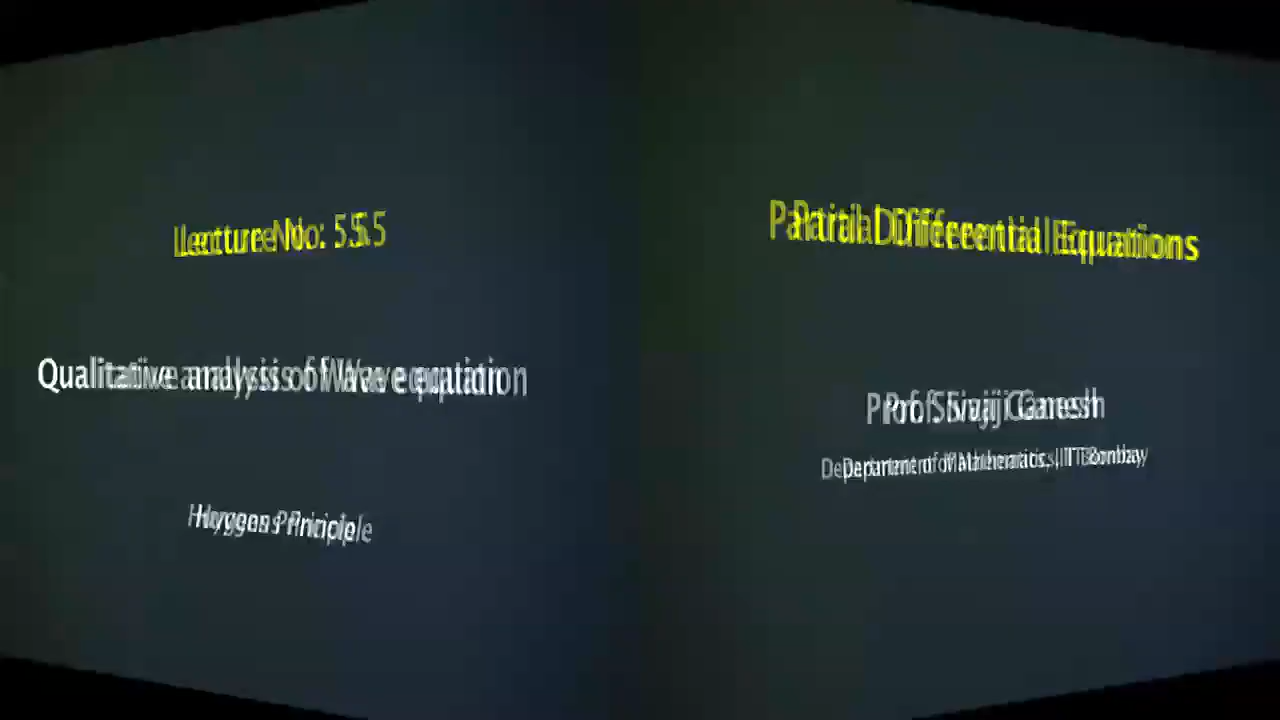 Lecture No: 5.5
Qualitative analysis of Wave equation
Huygens Principle
Partial Differential Equations
Prof. Sivaji Ganesh
Department of Mathematics, IIT Bombay